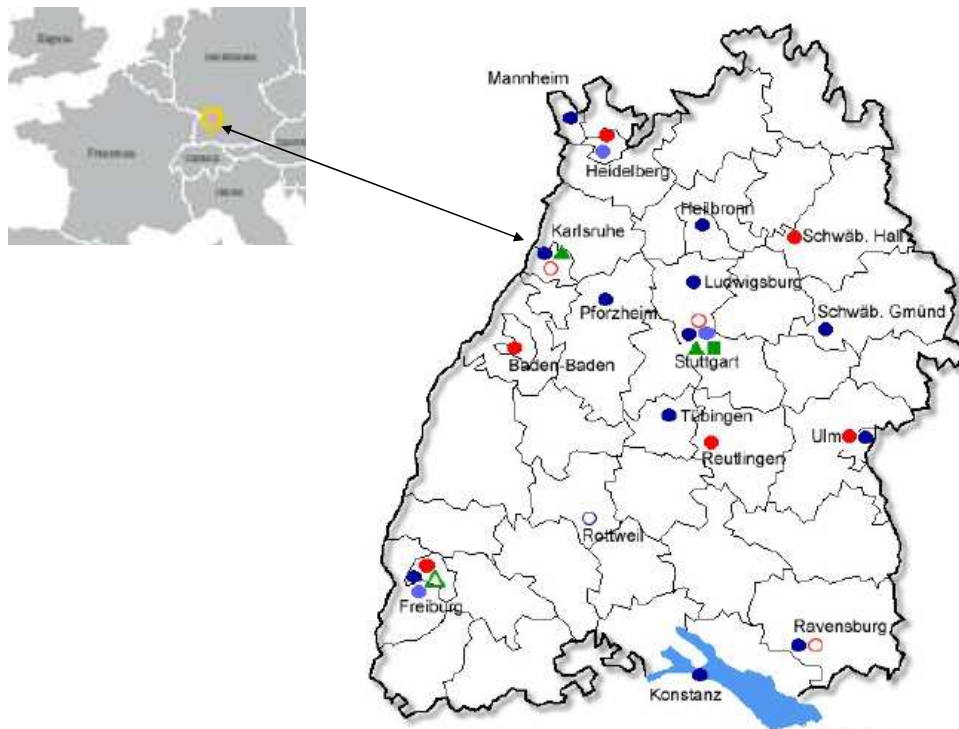 Mannheim
Heidelberg
Heilbronn
Karlsruhe
Schwäb. Hall
Ludwigsburg
Pforzheim
Schwäb. Gmünd
Stuttgart
Baden-Baden
Tübingen
Ulm
Reutlingen
Rottweil
Freiburg
Ravensburg
Konstanz